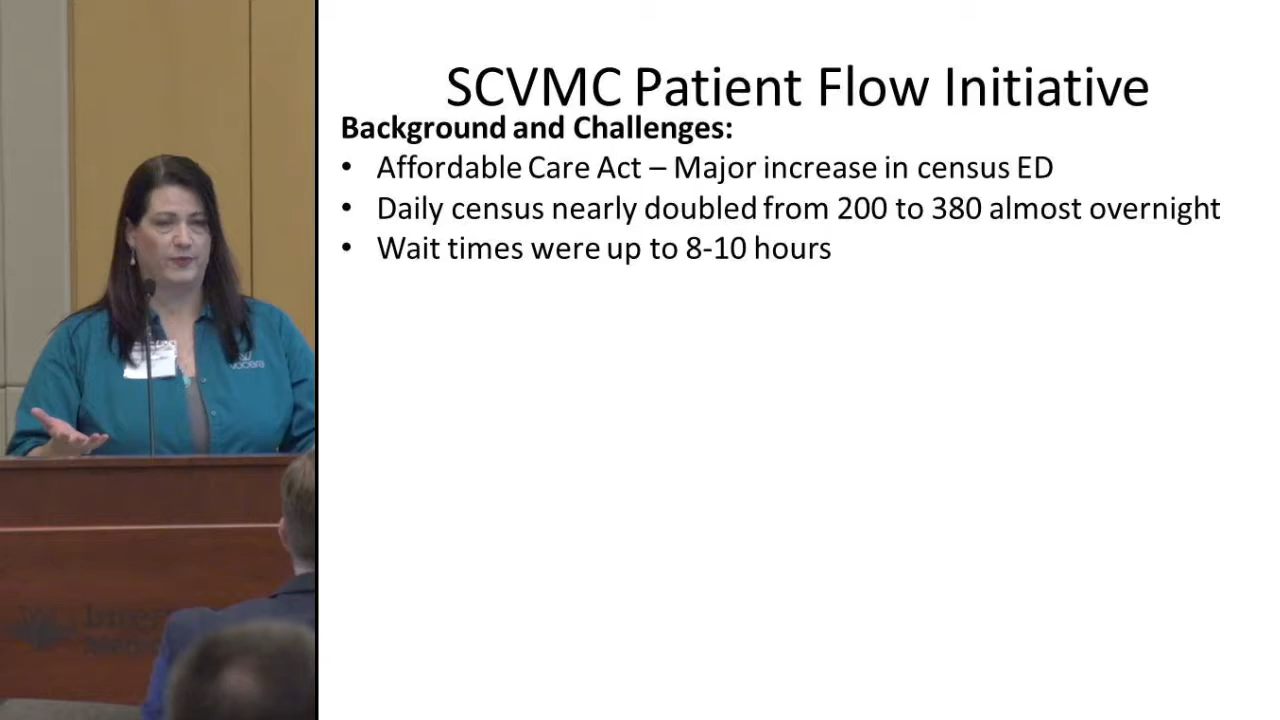 SCVMC Patient Flow Initiative
Background and Challenges:
• Affordable Care Act – Major increase in census ED
• Daily census nearly doubled from 200 to 380 almost overnight
• Wait times were up to 8-10 hours
vocera